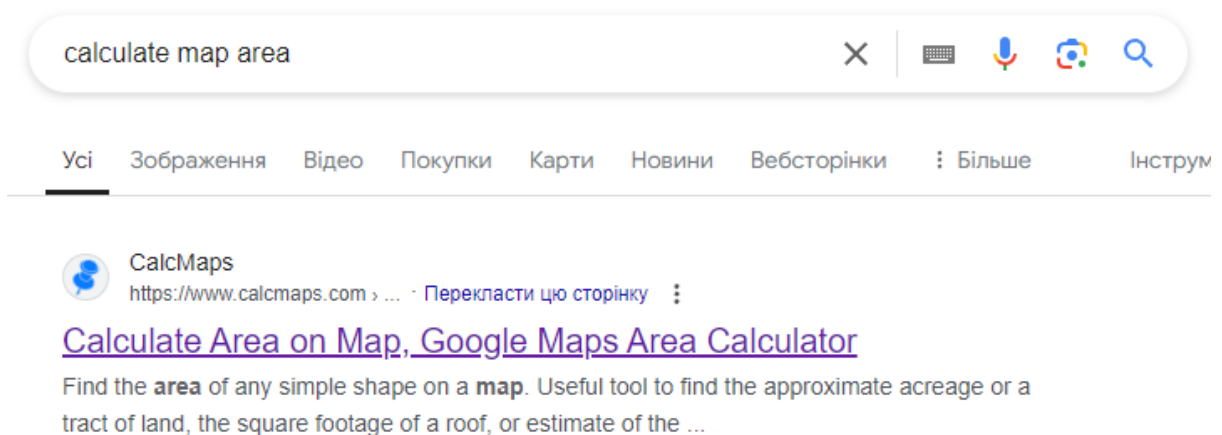 calculate map area
Усі Зображення Відео Покупки Карти Новини Вебсторінки ⋮ Більше Інструм
CalcMaps
https://www.calcmaps.com › ... · Перекласти цю сторінку ⋮
Calculate Area on Map, Google Maps Area Calculator
Find the area of any simple shape on a map. Useful tool to find the approximate acreage or a
tract of land, the square footage of a roof, or estimate of the ...